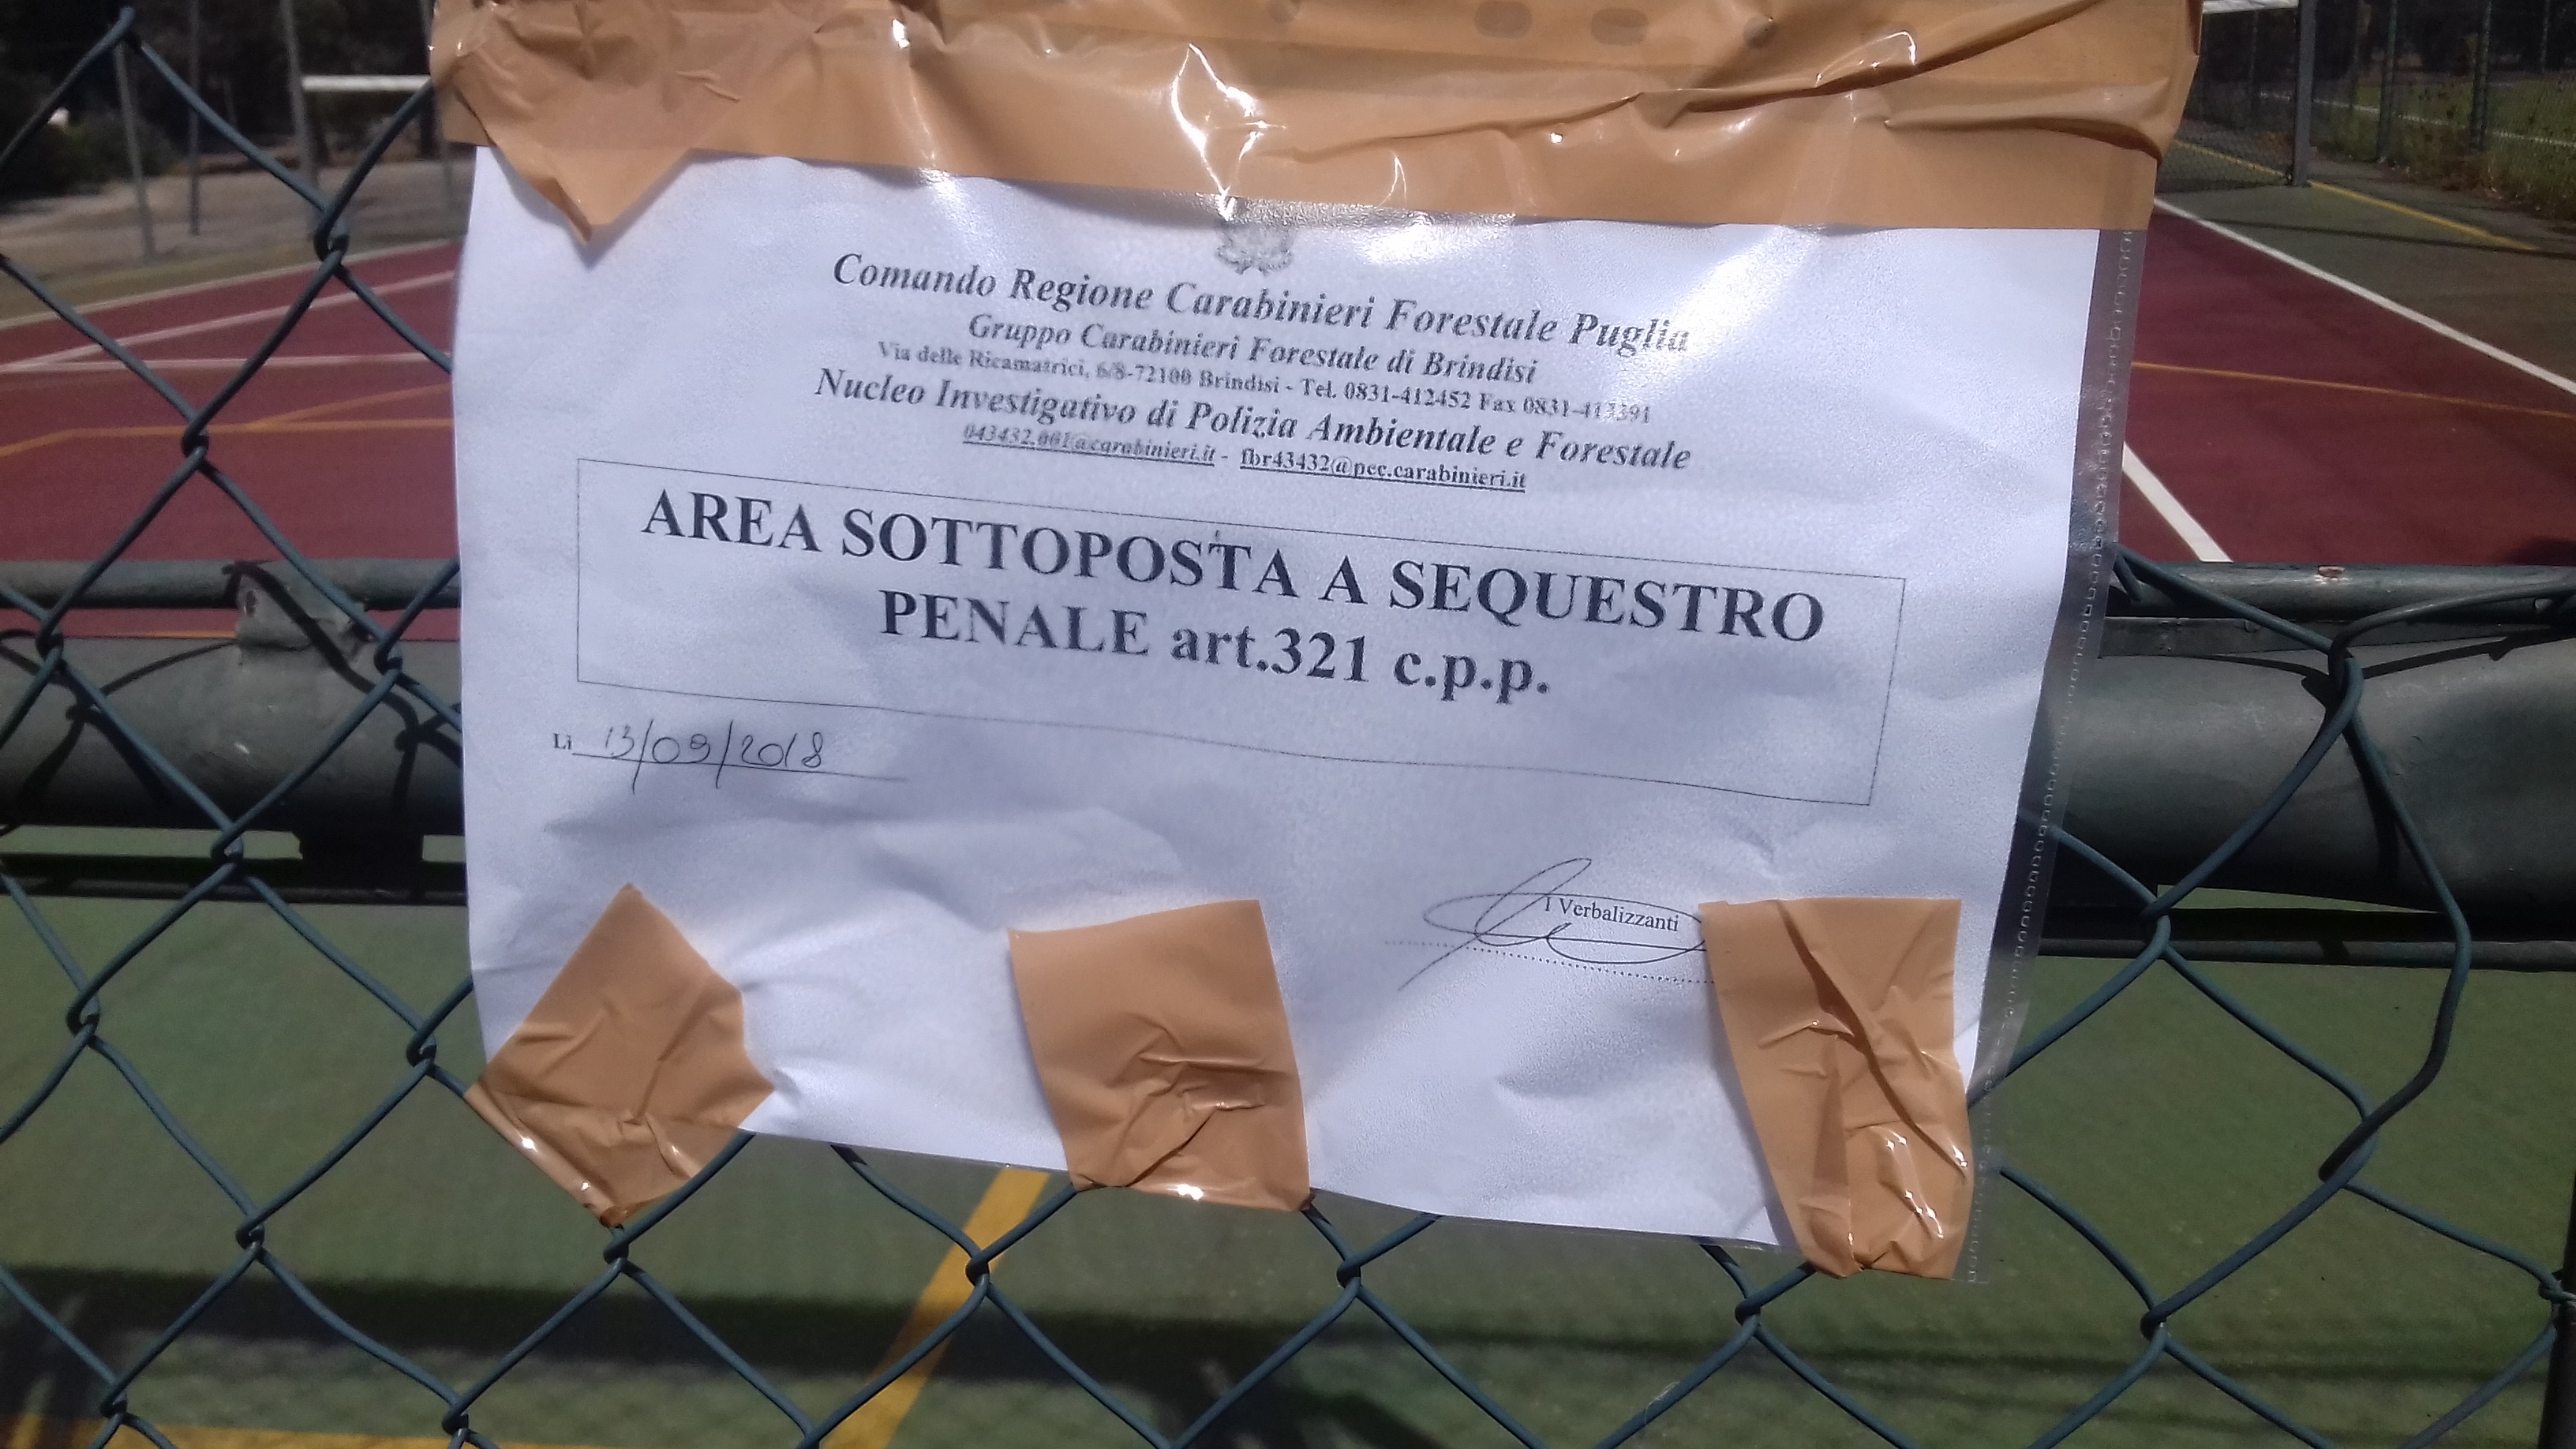 Comando Regione Carabinieri Forestale Puglia
Gruppo Carabinieri Forestale di Brindisi
Via delle Ricamatrici, 6/8-72100 Brindisi - Tel. 0831-412452 Fax 0831-413391
Nucleo Investigativo di Polizia Ambientale e Forestale
043432.001@carabinieri.it - fbr43432@pec.carabinieri.it
AREA SOTTOPOSTA A SEQUESTRO
PENALE art.321 c.p.p.
Lì 13/09/2018
I Verbalizzanti